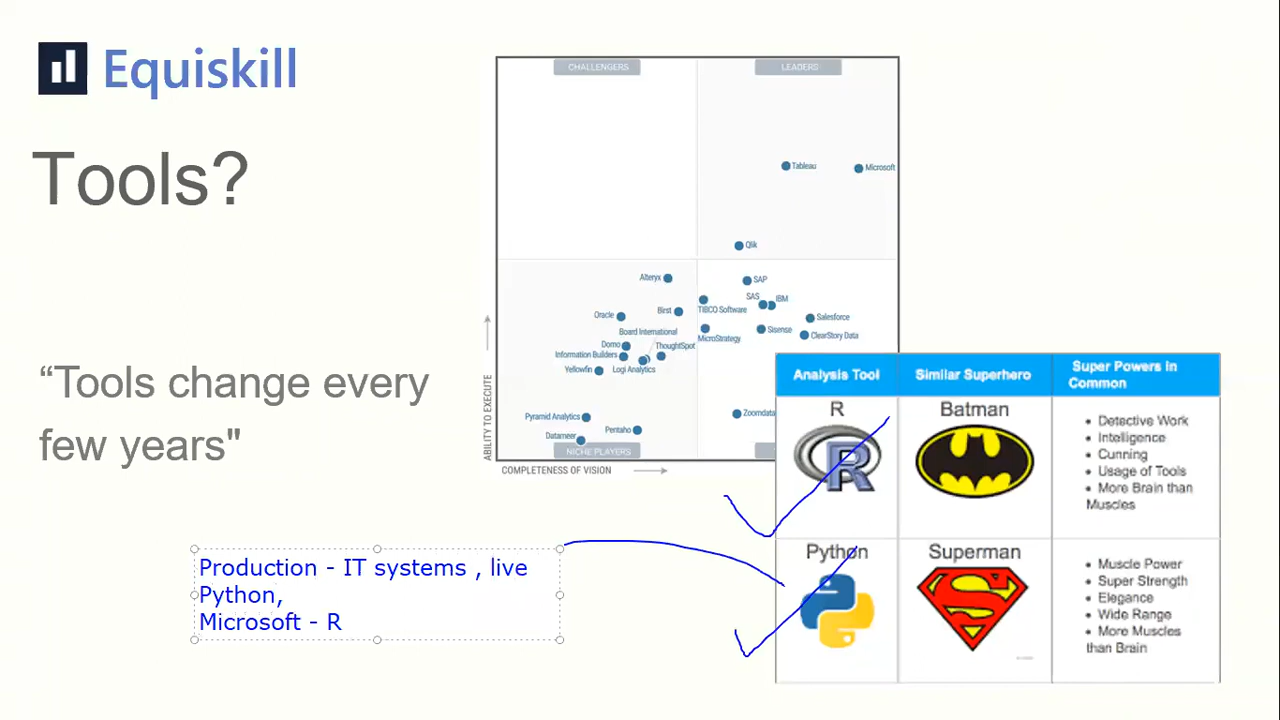 Equiskill
Tools?
“Tools change every
few years"
Production - IT systems , live
Python,
Microsoft - R
CHALLENGERS
LEADERS
Tableau
Microsoft
Qlik
Alteryx
SAP
SAS
IBM
Oracle
Birst
TIBCO Software
Salesforce
Board International
MicroStrategy
Sisense
ClearStory Data
Domo
ThoughtSpot
Information Builders
Yellowfin
Logi Analytics
Pyramid Analytics
Zoomdata
Datameer
Pentaho
NICHE PLAYERS
ABILITY TO EXECUTE
COMPLETENESS OF VISION
Analysis Tool
Similar Superhero
Super Powers in
Common
R
Batman
R
• Detective Work
• Intelligence
• Cunning
• Usage of Tools
• More Brain than
Muscles
Python
Superman
S
• Muscle Power
• Super Strength
• Elegance
• Wide Range
• More Muscles
than Brain